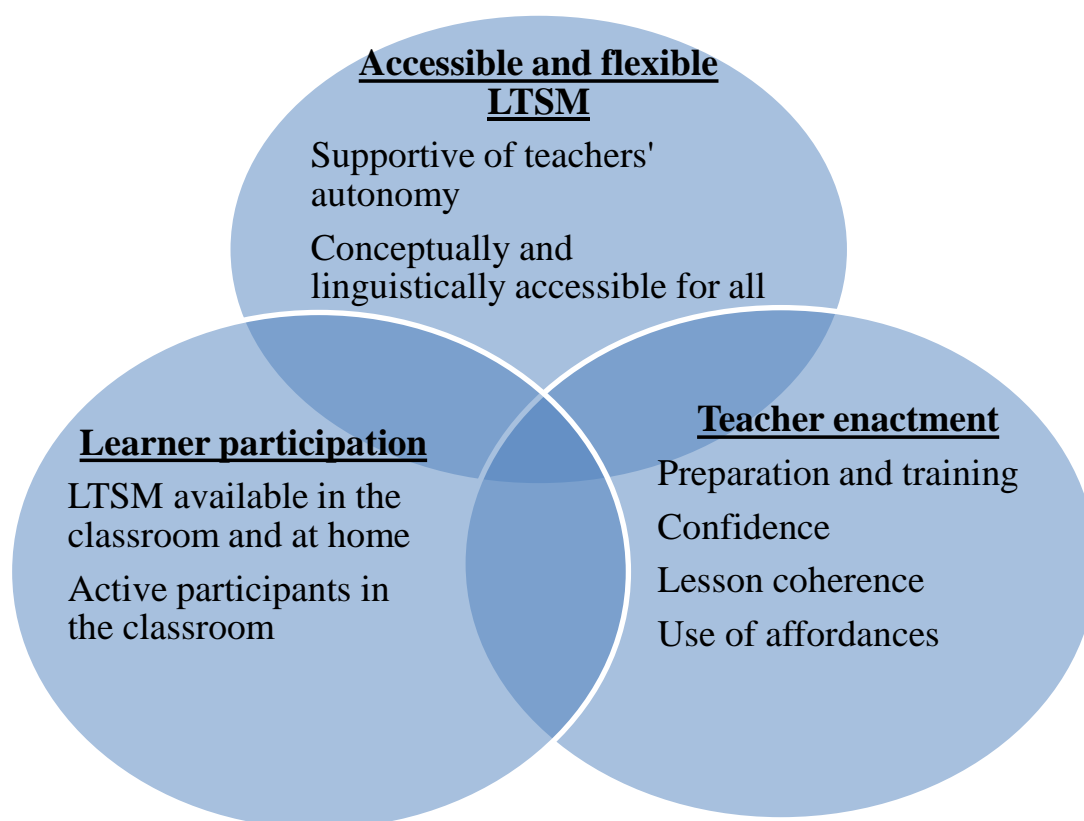 Accessible and flexible
LTSM
Supportive of teachers'
autonomy
Conceptually and
linguistically accessible for all
Learner participation
LTSM available in the
classroom and at home
Active participants in
the classroom
Teacher enactment
Preparation and training
Confidence
Lesson coherence
Use of affordances